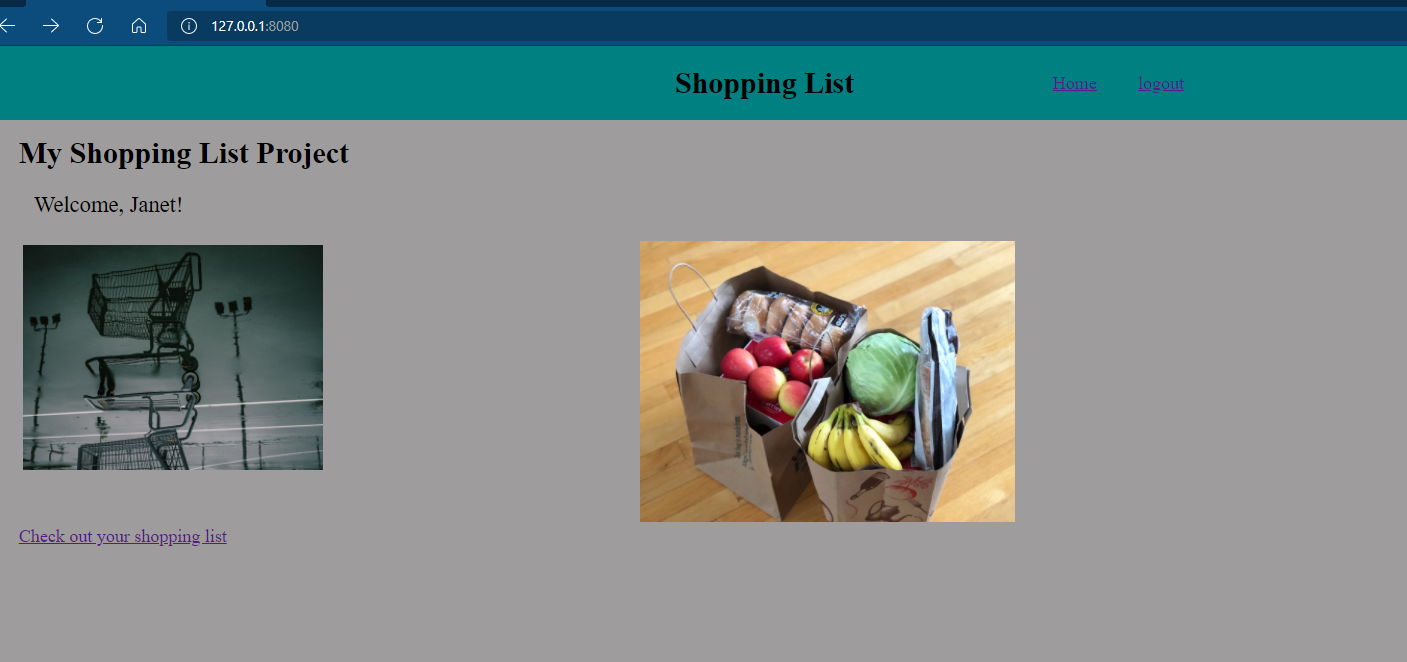 127.0.0.1:8080
Shopping List
Home
logout
My Shopping List Project
Welcome, Janet!
Check out your shopping list